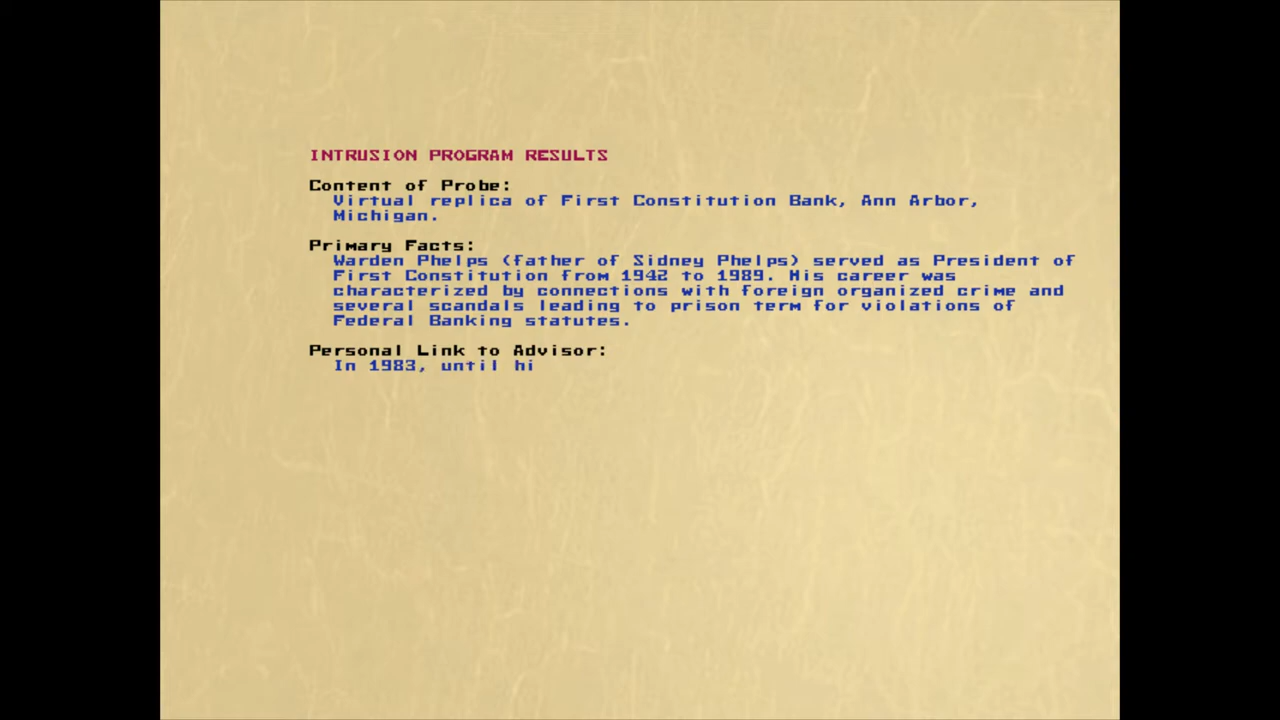 INTRUSION PROGRAM RESULTS
Content of Probe:
Virtual replica of First Constitution Bank, Ann Arbor,
Michigan.
Primary Facts:
Warden Phelps (father of Sidney Phelps) served as President of
First Constitution from 1942 to 1989. His career was
characterized by connections with foreign organized crime and
several scandals leading to prison term for violations of
Federal Banking statutes.
Personal Link to Advisor:
In 1983, until hi